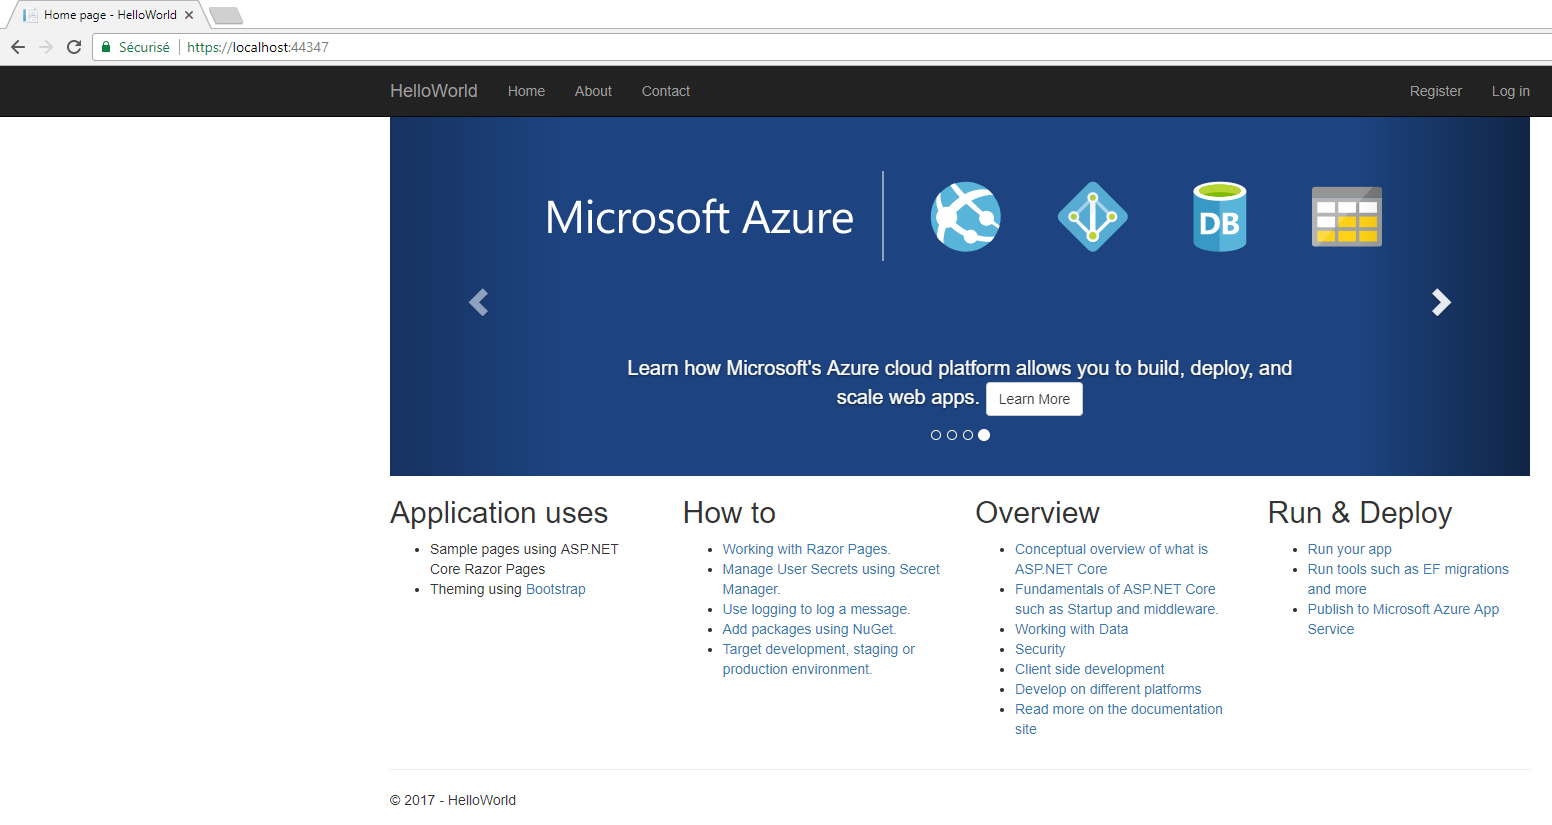 Home page - HelloWorld
Sécurisé https://localhost:44347
HelloWorld Home About Contact Register Log in
Microsoft Azure
DB
Learn how Microsoft's Azure cloud platform allows you to build, deploy, and
scale web apps. Learn More
Application uses
Sample pages using ASP.NET
Core Razor Pages
Theming using Bootstrap
How to
Working with Razor Pages.
Manage User Secrets using Secret
Manager.
Use logging to log a message.
Add packages using NuGet.
Target development, staging or
production environment.
Overview
Conceptual overview of what is
ASP.NET Core
Fundamentals of ASP.NET Core
such as Startup and middleware.
Working with Data
Security
Client side development
Develop on different platforms
Read more on the documentation
site
Run & Deploy
Run your app
Run tools such as EF migrations
and more
Publish to Microsoft Azure App
Service
© 2017 - HelloWorld